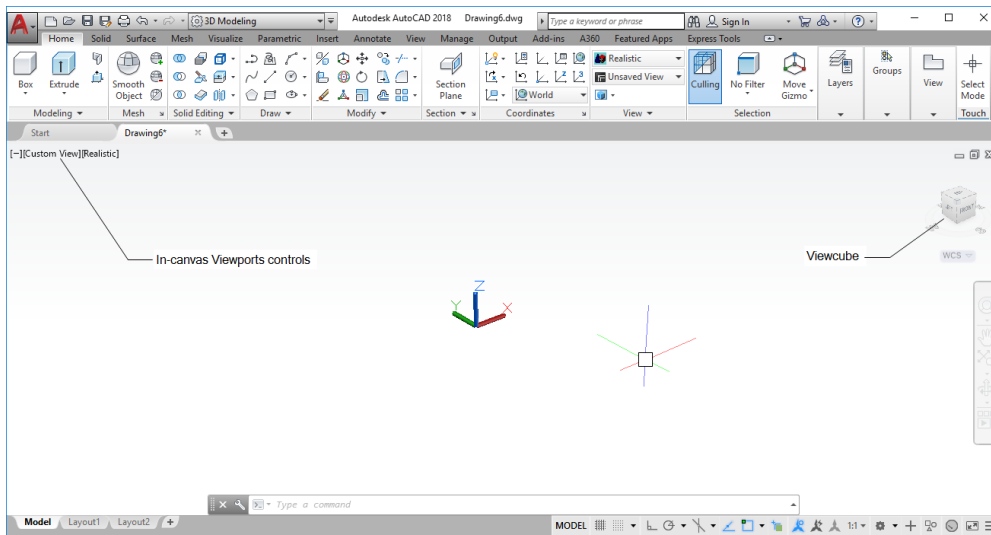 3D Modeling Autodesk AutoCAD 2018 Drawing6.dwg Type a keyword or phrase Sign In
Home Solid Surface Mesh Visualize Parametric Insert Annotate View Manage Output Add-ins A360 Featured Apps Express Tools
Box Extrude Smooth Object Section Plane Realistic Unsaved View World Culling No Filter Move Gizmo Layers Groups View Select Mode
Modeling Mesh Solid Editing Draw Modify Section Coordinates View Selection Touch
Start Drawing6*
[−][Custom View][Realistic]
FRONT
In-canvas Viewports controls
Viewcube
WCS
Z
Y X
Type a command
Model Layout1 Layout2 +
MODEL 1:1